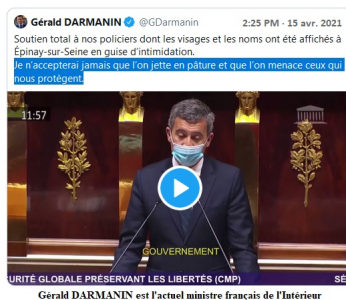 Gérald DARMANIN @GDarmanin 2:25 PM · 15 avr. 2021
Soutien total à nos policiers dont les visages et les noms ont été affichés à
Épinay-sur-Seine en guise d'intimidation.
Je n'accepterai jamais que l'on jette en pâture et que l'on menace ceux qui
nous protègent.
11:57
GOUVERNEMENT
CURITÉ GLOBALE PRÉSERVANT LES LIBERTÉS (CMP) SÉ
Gérald DARMANIN est l'actuel ministre français de l'Intérieur